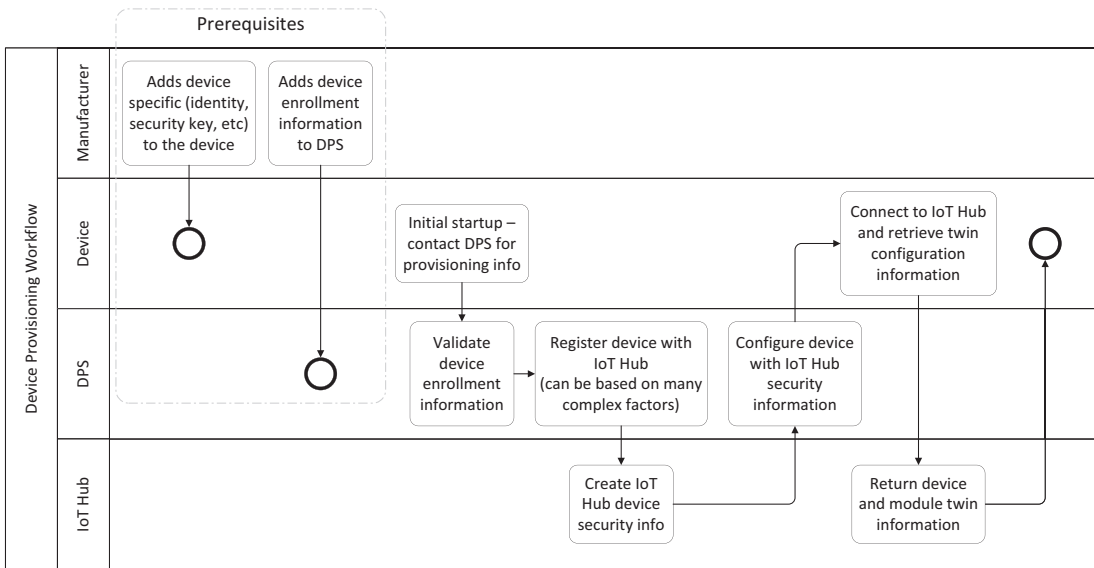 Prerequisites
Device Provisioning Workflow
Manufacturer
Adds device
specific (identity,
security key, etc)
to the device
Adds device
enrollment
information
to DPS
Device
Initial startup –
contact DPS for
provisioning info
Connect to IoT Hub
and retrieve twin
configuration
information
DPS
Validate
device
enrollment
information
Register device with
IoT Hub
(can be based on many
complex factors)
Configure device
with IoT Hub
security
information
IoT Hub
Create IoT
Hub device
security info
Return device
and module twin
information